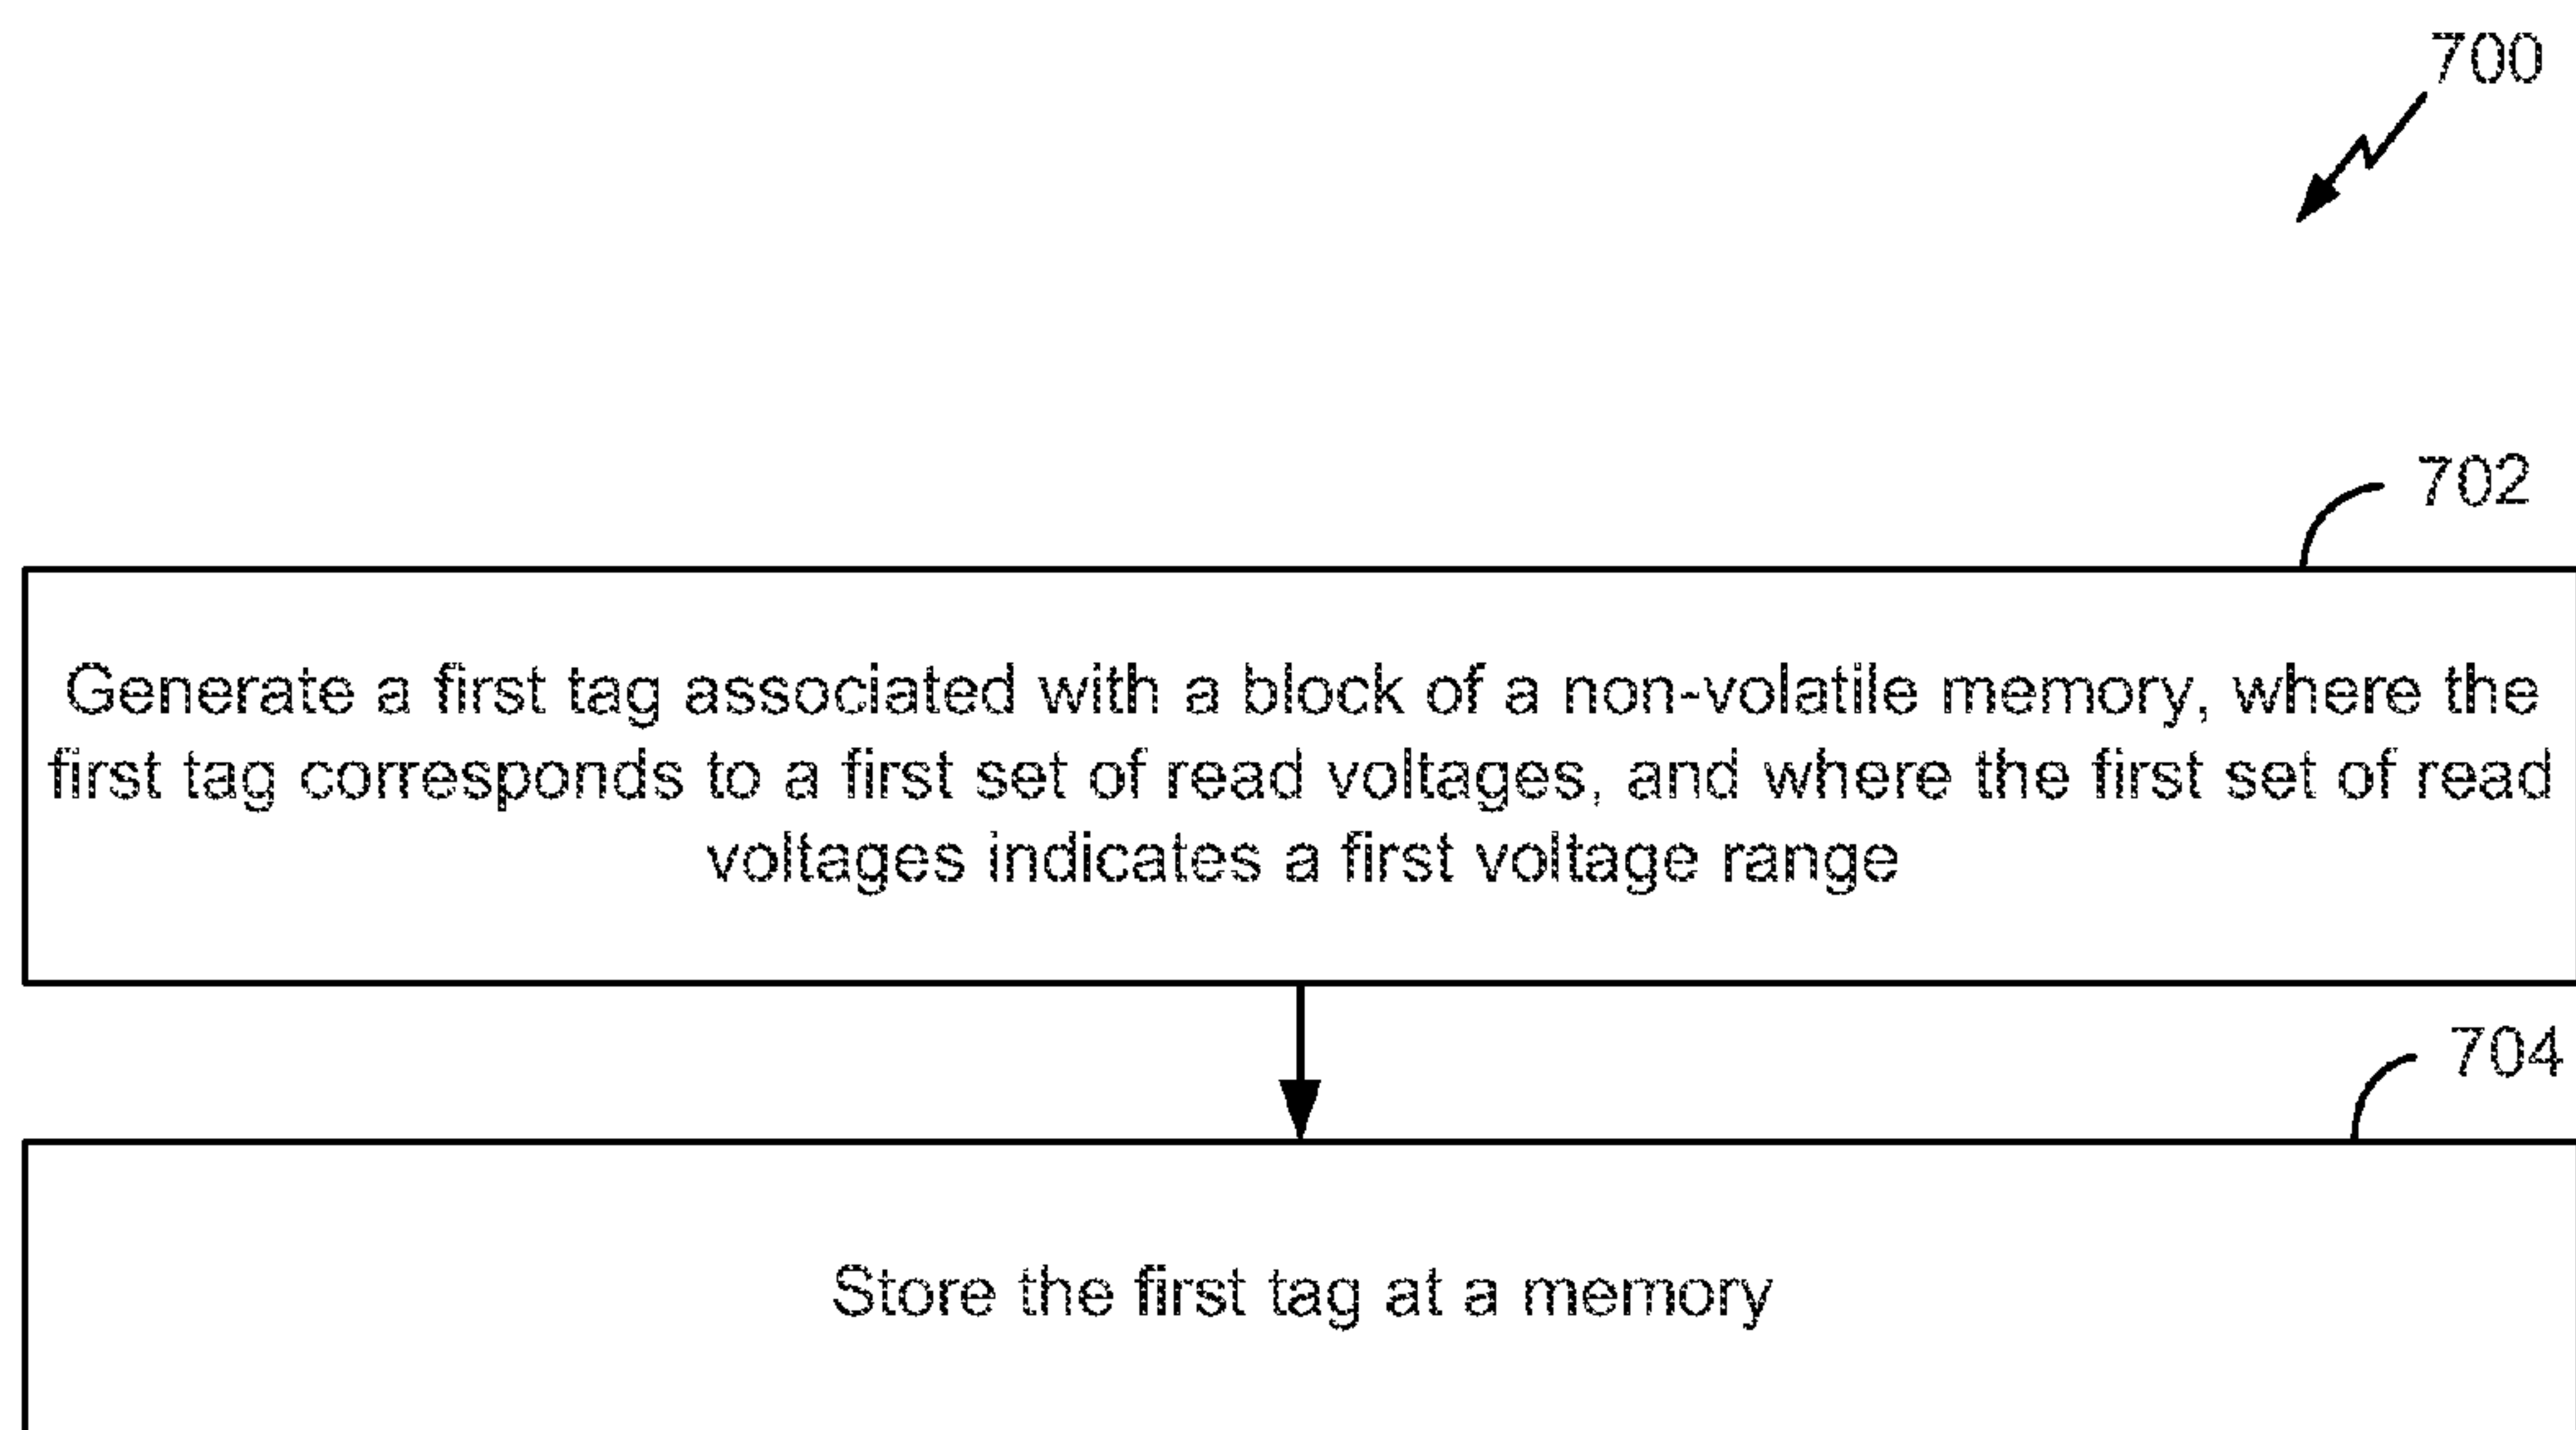 700
702
Generate a first tag associated with a block of a non-volatile memory, where the
first tag corresponds to a first set of read voltages, and where the first set of read
voltages indicates a first voltage range
704
Store the first tag at a memory